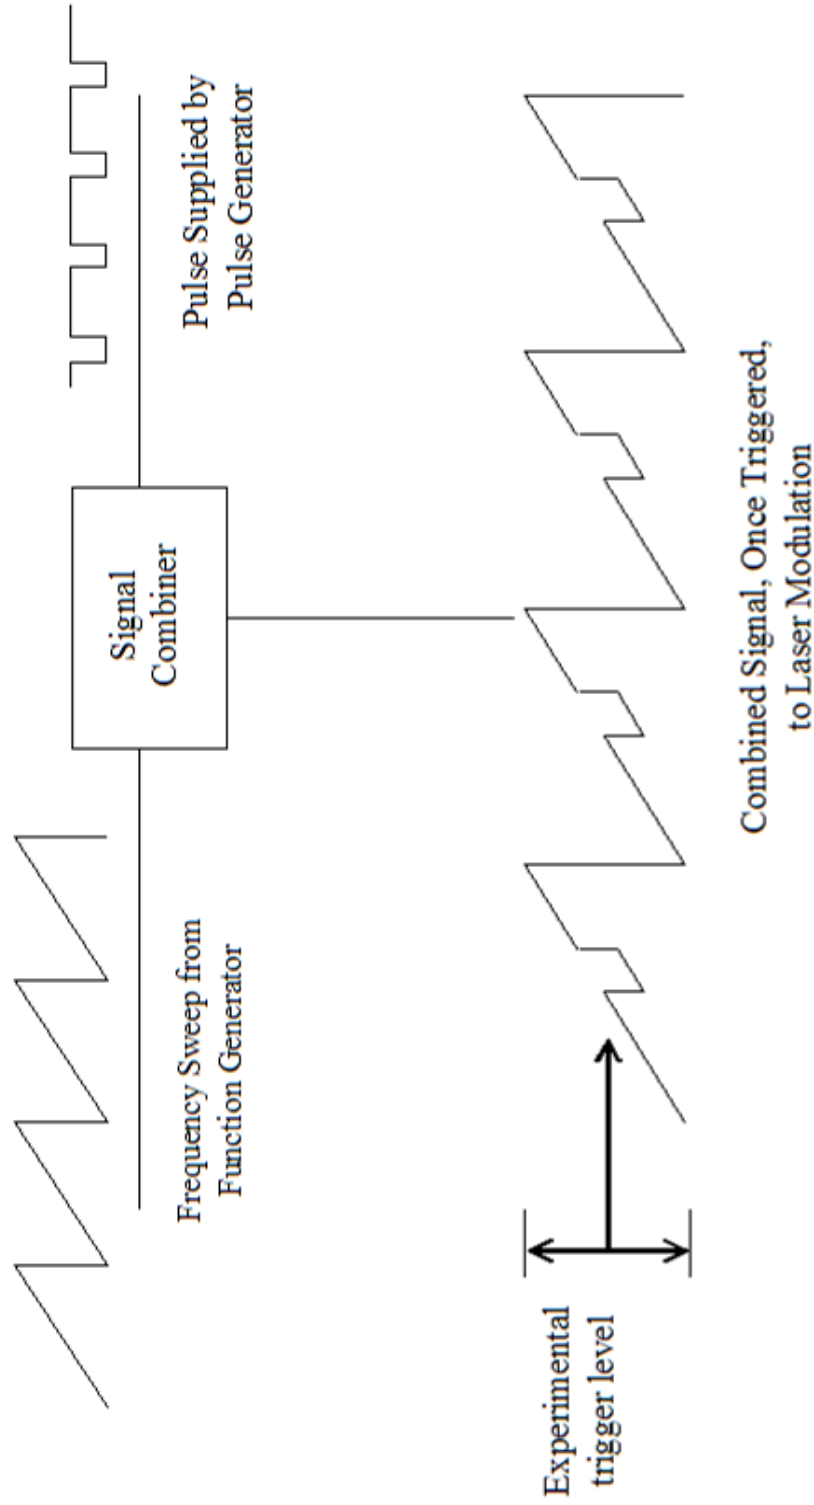 Frequency Sweep from
Function Generator
Signal
Combiner
Pulse Supplied by
Pulse Generator
Experimental
trigger level
Combined Signal, Once Triggered,
to Laser Modulation